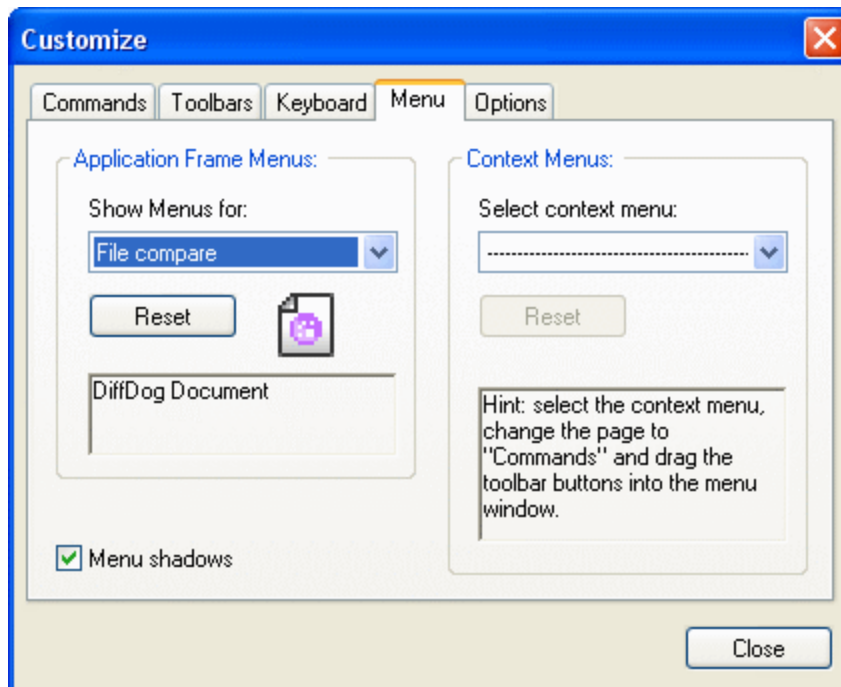 Customize
Commands Toolbars Keyboard Menu Options
Application Frame Menus:
Show Menus for:
File compare
Reset
DiffDog Document
Menu shadows
Context Menus:
Select context menu:
--------------------------------------------
Reset
Hint: select the context menu,
change the page to
"Commands" and drag the
toolbar buttons into the menu
window.
Close